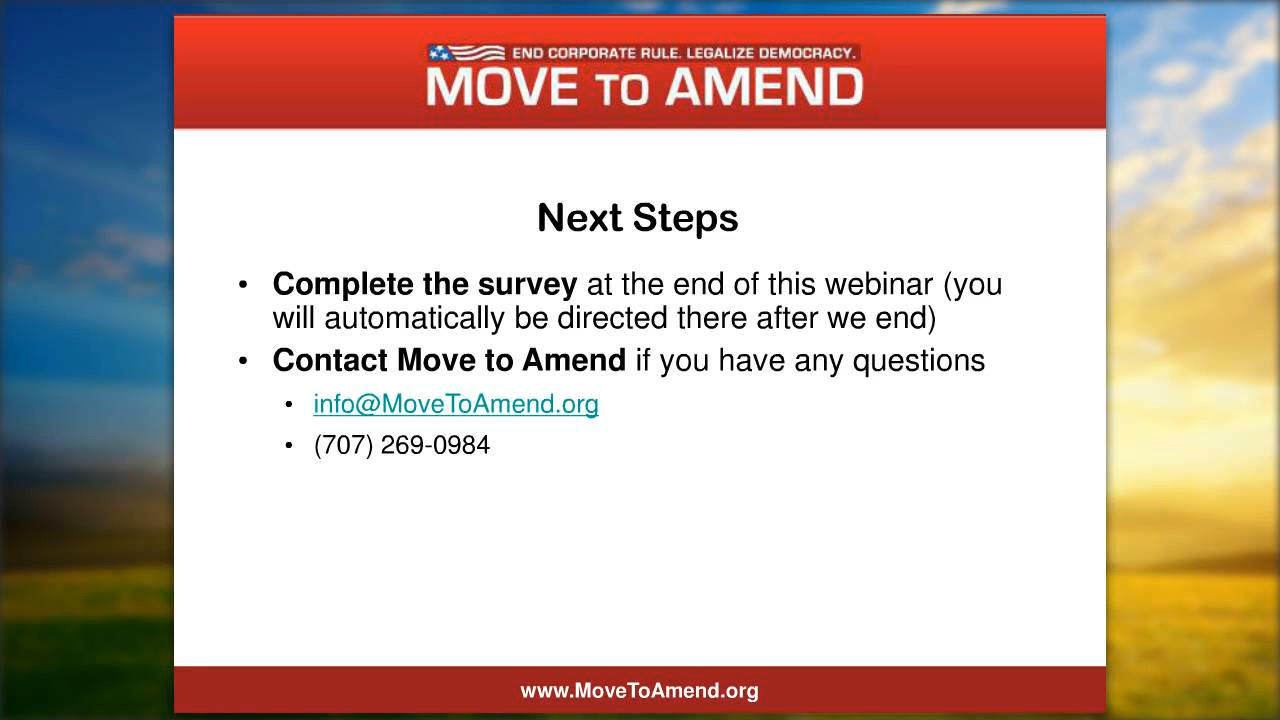 END CORPORATE RULE. LEGALIZE DEMOCRACY.
MOVE TO AMEND
Next Steps
• Complete the survey at the end of this webinar (you
will automatically be directed there after we end)
• Contact Move to Amend if you have any questions
• info@MoveToAmend.org
• (707) 269-0984
www.MoveToAmend.org